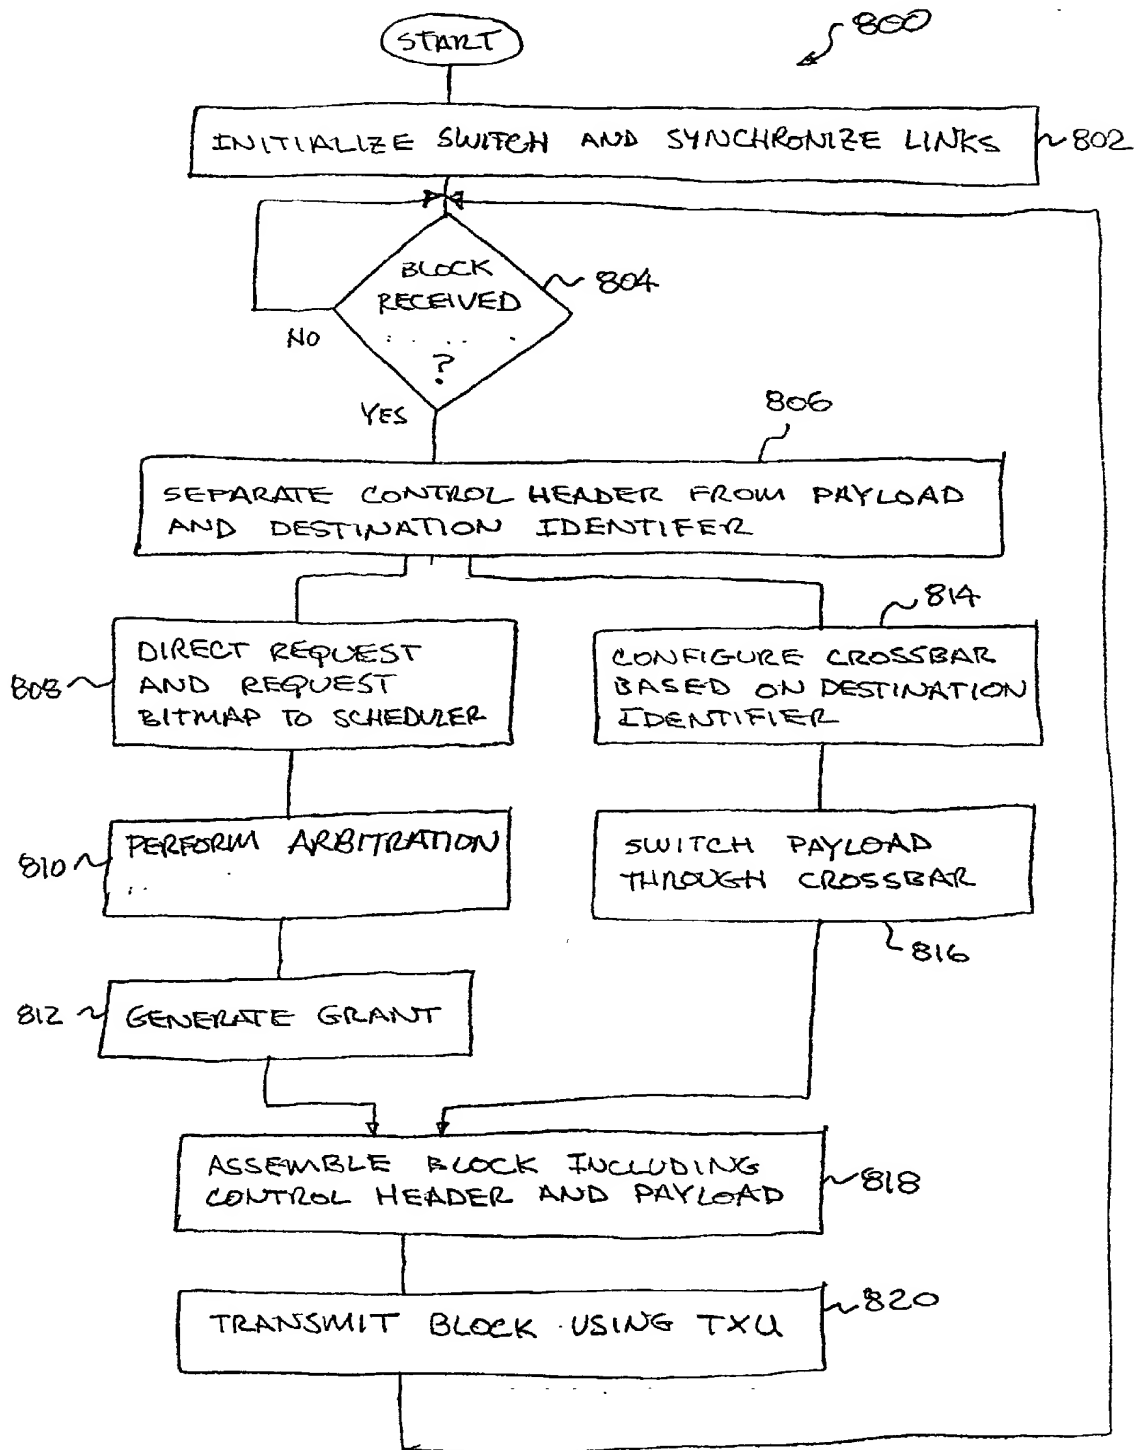 START
800
INITIALIZE SWITCH AND SYNCHRONIZE LINKS
802
BLOCK
RECEIVED
?
804
NO
YES
806
SEPARATE CONTROL HEADER FROM PAYLOAD
AND DESTINATION IDENTIFER
808
DIRECT REQUEST
AND REQUEST
BITMAP TO SCHEDULER
814
CONFIGURE CROSSBAR
BASED ON DESTINATION
IDENTIFIER
810
PERFORM ARBITRATION
SWITCH PAYLOAD
THROUGH CROSSBAR
816
812
GENERATE GRANT
ASSEMBLE BLOCK INCLUDING
CONTROL HEADER AND PAYLOAD
818
TRANSMIT BLOCK USING TXU
820